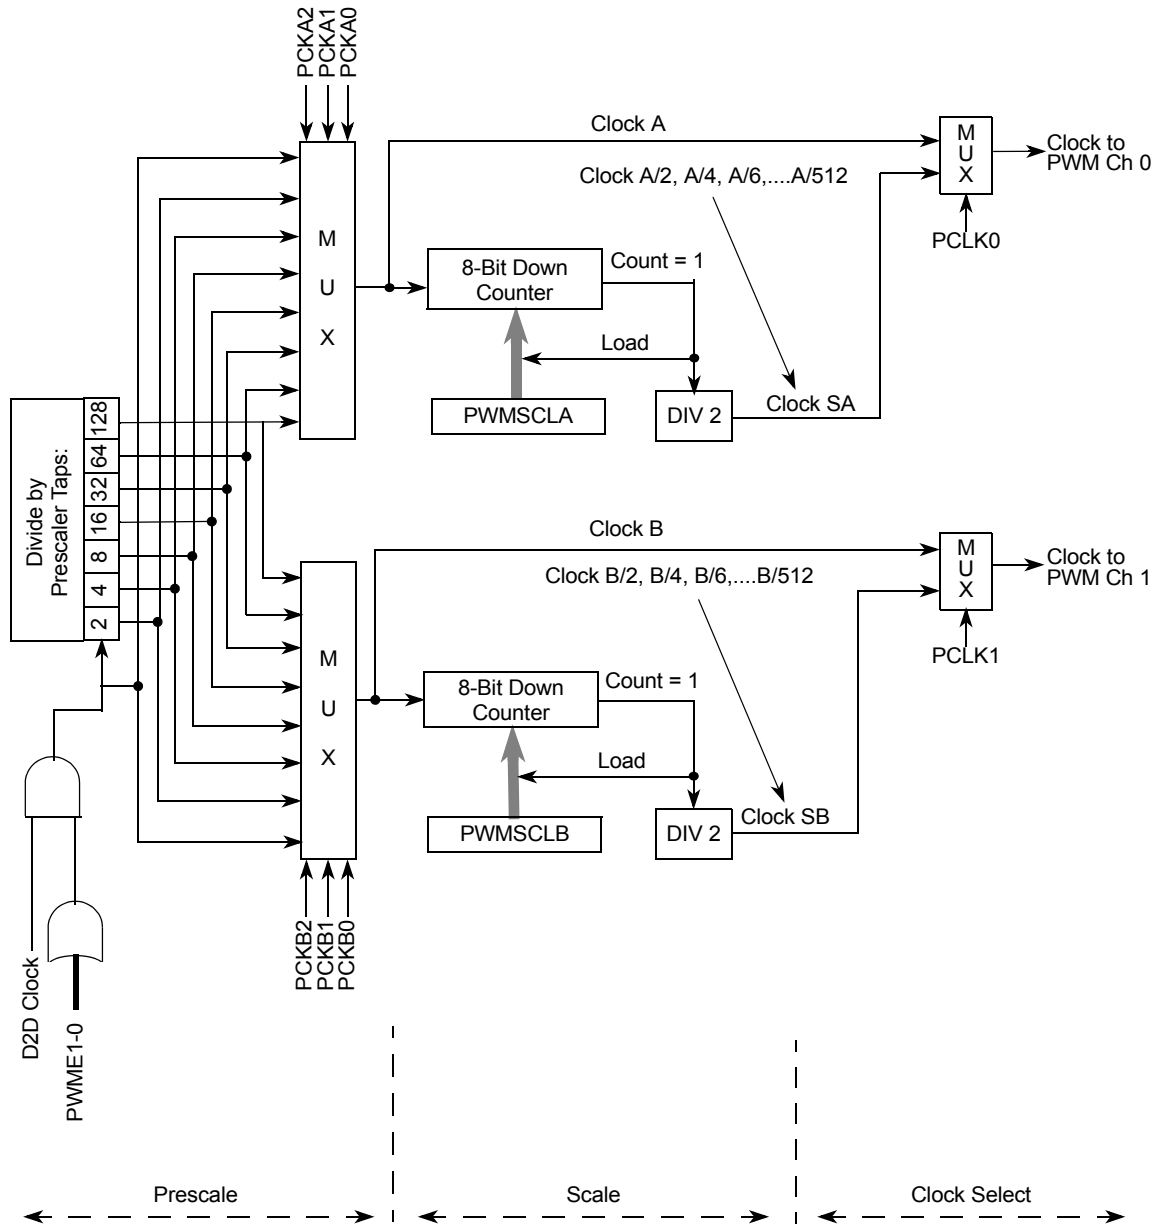 PCKA2
PCKA1
PCKA0
Clock A
M
U
X
Clock to
PWM Ch 0
Clock A/2, A/4, A/6,....A/512
PCLK0
M
U
X
8-Bit Down
Counter
Count = 1
Load
PWMSCLA
DIV 2
Clock SA
Divide by
Prescaler Taps:
128
64
32
16
8
4
2
Clock B
M
U
X
Clock to
PWM Ch 1
Clock B/2, B/4, B/6,....B/512
PCLK1
M
U
X
8-Bit Down
Counter
Count = 1
Load
PWMSCLB
DIV 2
Clock SB
PCKB2
PCKB1
PCKB0
D2D Clock
PWME1-0
Prescale
Scale
Clock Select